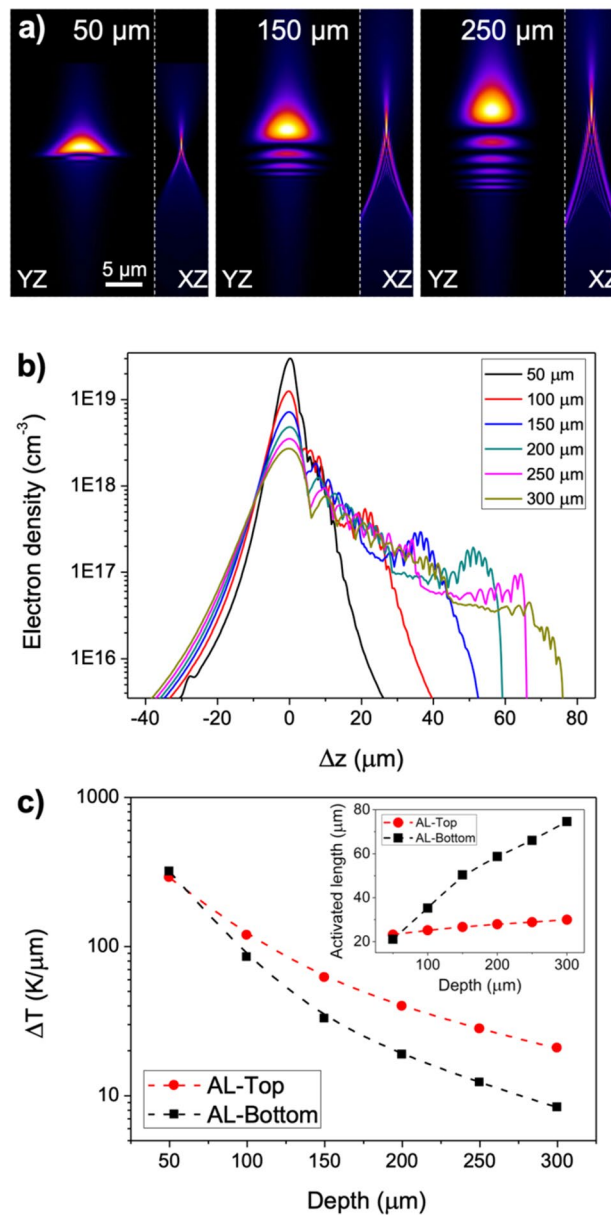 a)
50 μm
150 μm
250 μm
YZ
5 μm
XZ
YZ
XZ
YZ
XZ
b)
Electron density (cm⁻³)
1E19
1E18
1E17
1E16
50 μm
100 μm
150 μm
200 μm
250 μm
300 μm
-40
-20
0
20
40
60
80
Δz (μm)
c)
ΔT (K/μm)
1000
100
10
AL-Top
AL-Bottom
Activated length (μm)
80
60
40
20
100
200
300
Depth (μm)
AL-Top
AL-Bottom
50
100
150
200
250
300
Depth (μm)